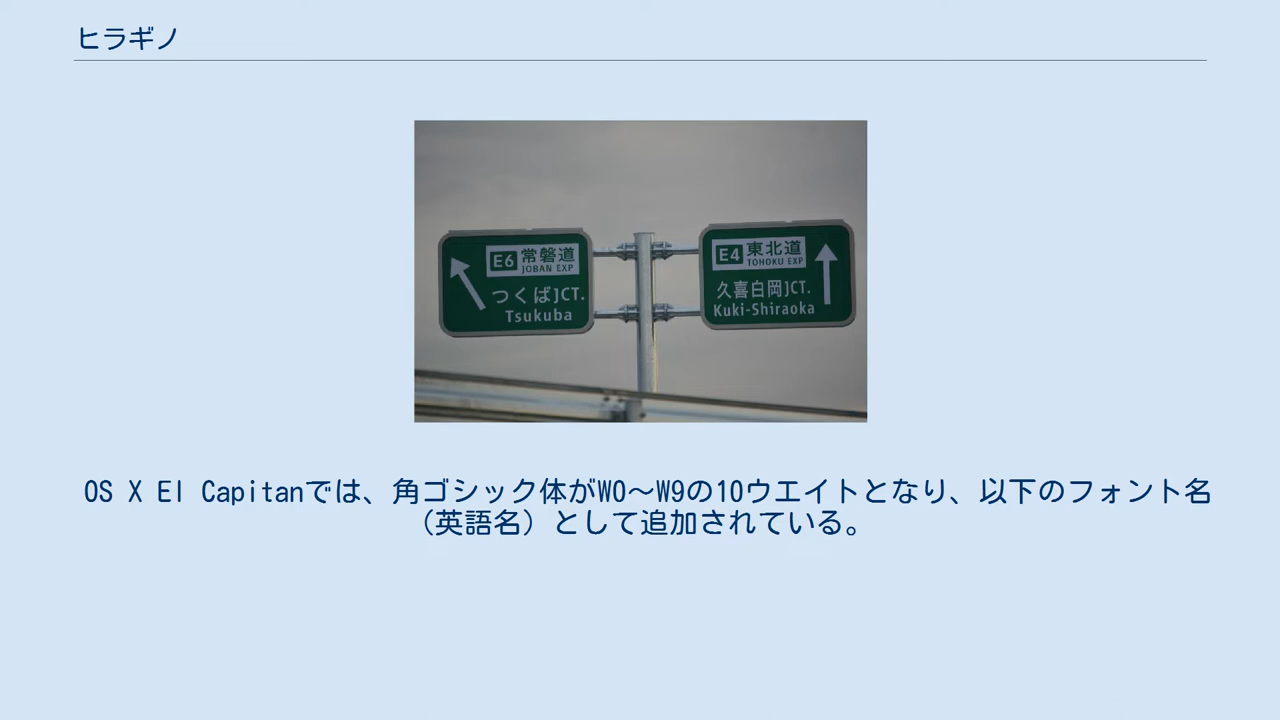 ヒラギノ
E6 常磐道
JOBAN EXP
つくばJCT.
Tsukuba
E4 東北道
TOHOKU EXP
久喜白岡JCT.
Kuki-Shiraoka
OS X El Capitanでは、角ゴシック体がW0〜W9の10ウエイトとなり、以下のフォント名
（英語名）として追加されている。